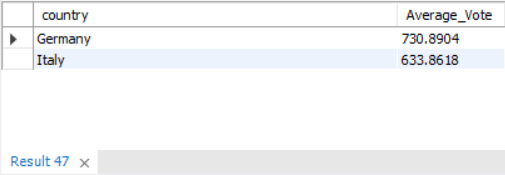 country Average_Vote
Germany 730.8904
Italy 633.8618
Result 47